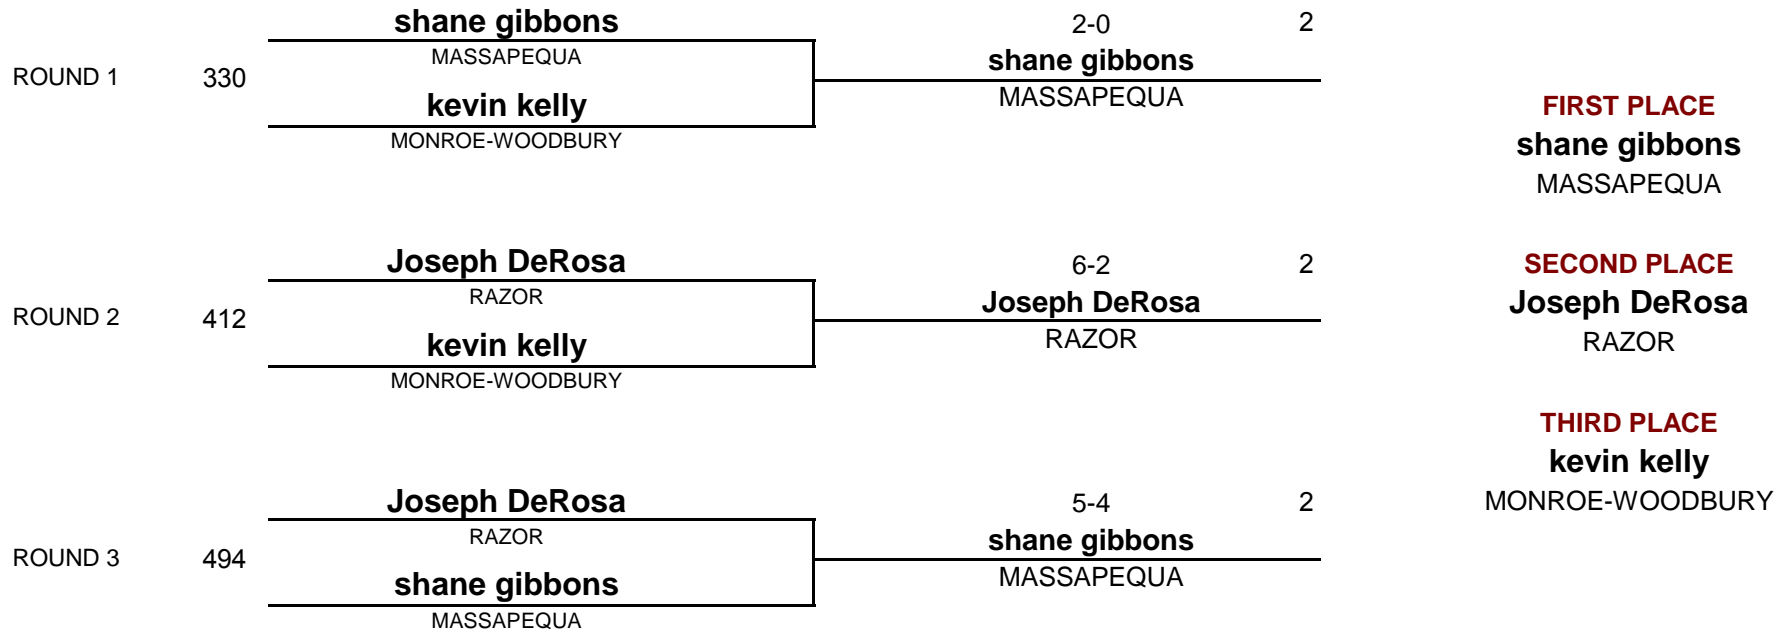 shane gibbons
MASSAPEQUA
ROUND 1
330
kevin kelly
MONROE-WOODBURY
2-0
2
shane gibbons
MASSAPEQUA
Joseph DeRosa
RAZOR
ROUND 2
412
kevin kelly
MONROE-WOODBURY
6-2
2
Joseph DeRosa
RAZOR
Joseph DeRosa
RAZOR
ROUND 3
494
shane gibbons
MASSAPEQUA
5-4
2
shane gibbons
MASSAPEQUA
FIRST PLACE
shane gibbons
MASSAPEQUA
SECOND PLACE
Joseph DeRosa
RAZOR
THIRD PLACE
kevin kelly
MONROE-WOODBURY